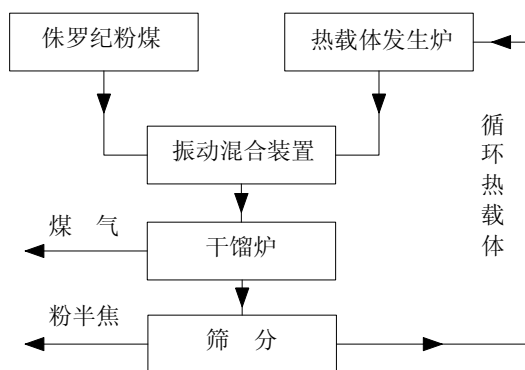 侏罗纪粉煤
热载体发生炉
振动混合装置
循环热载体
煤 气
干馏炉
粉半焦
筛 分